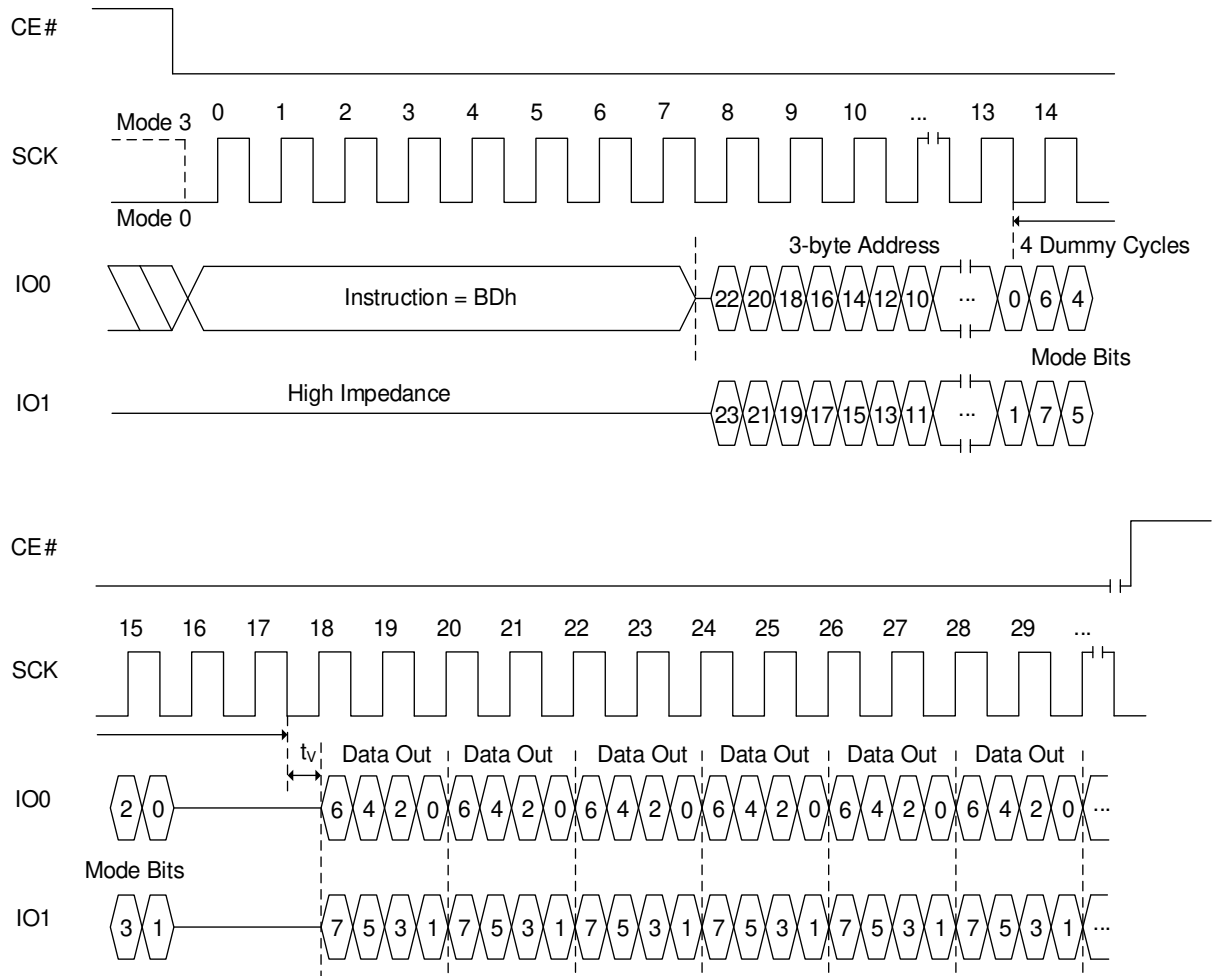 CE#
0 1 2 3 4 5 6 7 8 9 10 ... 13 14
Mode 3
SCK
Mode 0
3-byte Address 4 Dummy Cycles
IO0 Instruction = BDh 22 20 18 16 14 12 10 ... 0 6 4
Mode Bits
IO1 High Impedance 23 21 19 17 15 13 11 ... 1 7 5
CE#
15 16 17 18 19 20 21 22 23 24 25 26 27 28 29 ...
SCK
tV Data Out Data Out Data Out Data Out Data Out Data Out
IO0 2 0 6 4 2 0 6 4 2 0 6 4 2 0 6 4 2 0 6 4 2 0 6 4 2 0 ...
Mode Bits
IO1 3 1 7 5 3 1 7 5 3 1 7 5 3 1 7 5 3 1 7 5 3 1 7 5 3 1 ...